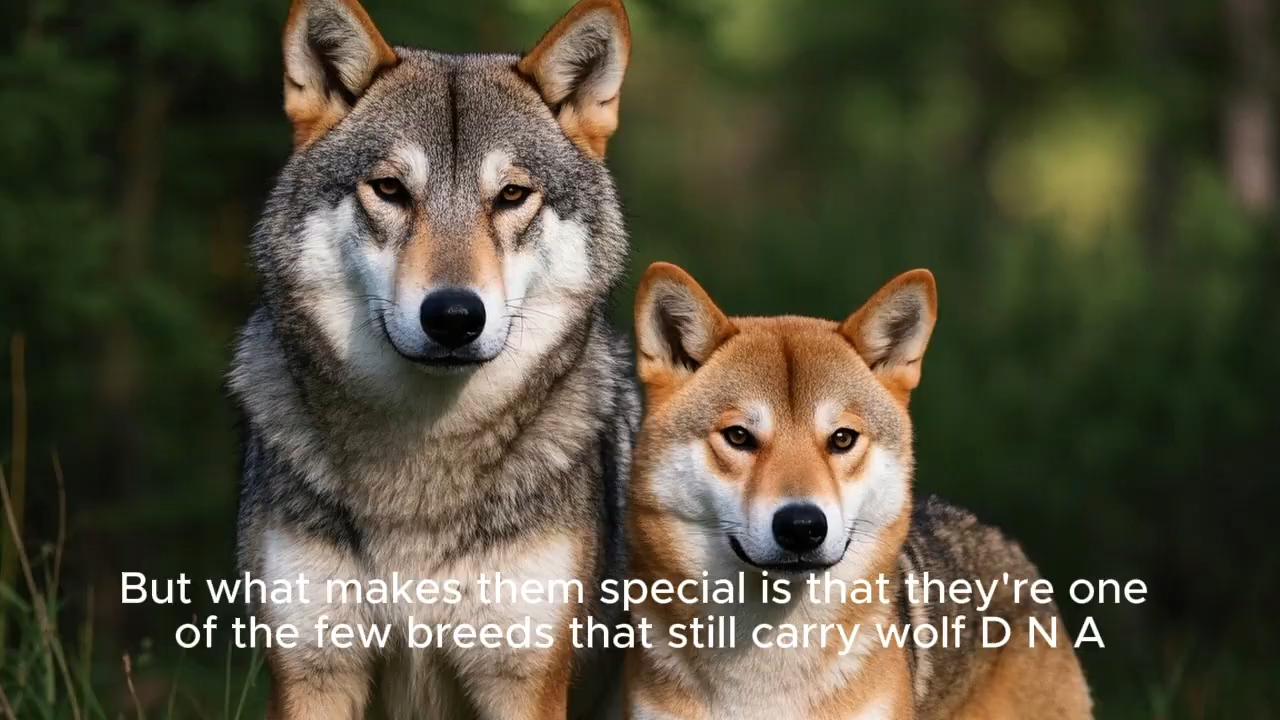 But what makes them special is that they're one
of the few breeds that still carry wolf D N A